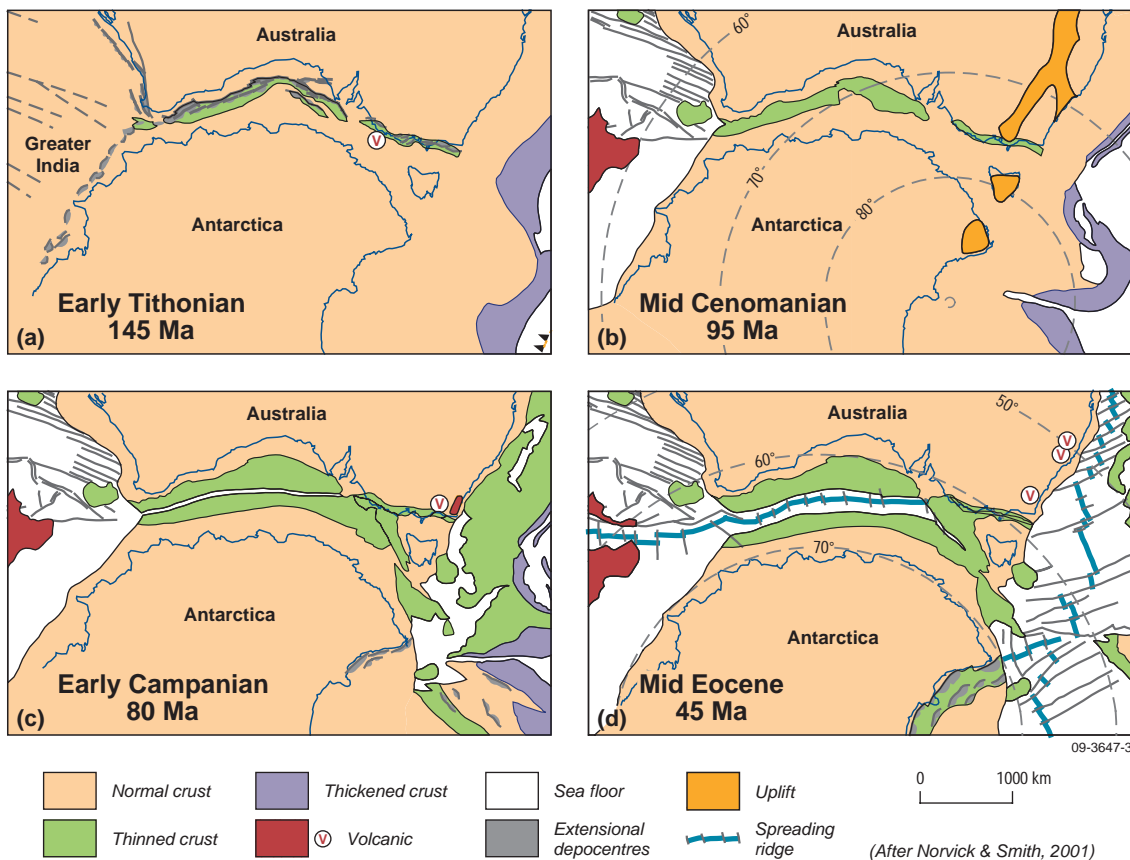 Australia
Greater
India
Antarctica
Early Tithonian
145 Ma
(a)
V
60°
Australia
70°
80°
Antarctica
Mid Cenomanian
95 Ma
(b)
Australia
V
Antarctica
Early Campanian
80 Ma
(c)
50°
Australia
60°
V
V
V
70°
Antarctica
Mid Eocene
45 Ma
(d)
09-3647-3
Normal crust
Thickened crust
Sea floor
Uplift
0 1000 km
Thinned crust
V Volcanic
Extensional
depocentres
Spreading
ridge
(After Norvick & Smith, 2001)